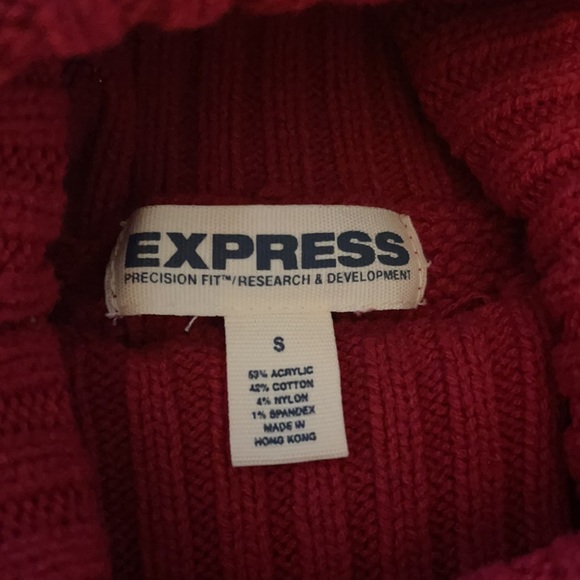 EXPRESS
PRECISION FIT™/RESEARCH & DEVELOPMENT
S
53% ACRYLIC
42% COTTON
4% NYLON
1% SPANDEX
MADE IN
HONG KONG